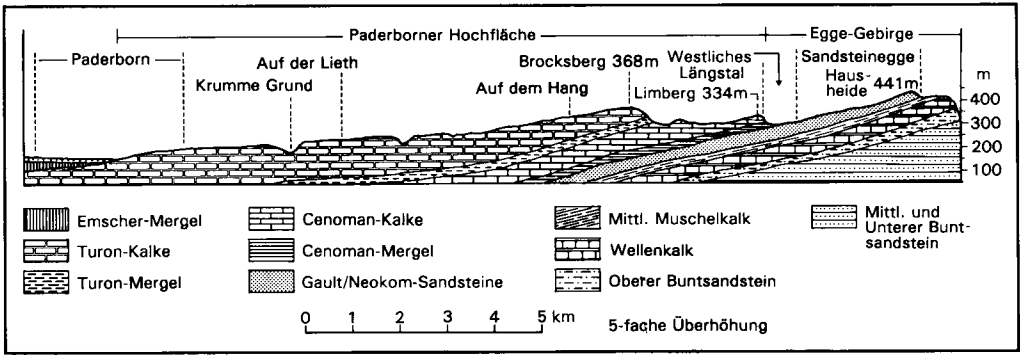 Paderborner Hochfläche
Egge-Gebirge
Paderborn
Auf der Lieth
Krumme Grund
Brocksberg 368m
Auf dem Hang
Westliches
Längstal
Limberg 334m
Sandsteinegge
Haus-
heide 441m
m
400
300
200
100
Emscher-Mergel
Turon-Kalke
Turon-Mergel
Cenoman-Kalke
Cenoman-Mergel
Gault/Neokom-Sandsteine
Mittl. Muschelkalk
Wellenkalk
Oberer Buntsandstein
Mittl. und
Unterer Bunt-
sandstein
0 1 2 3 4 5 km
5-fache Überhöhung